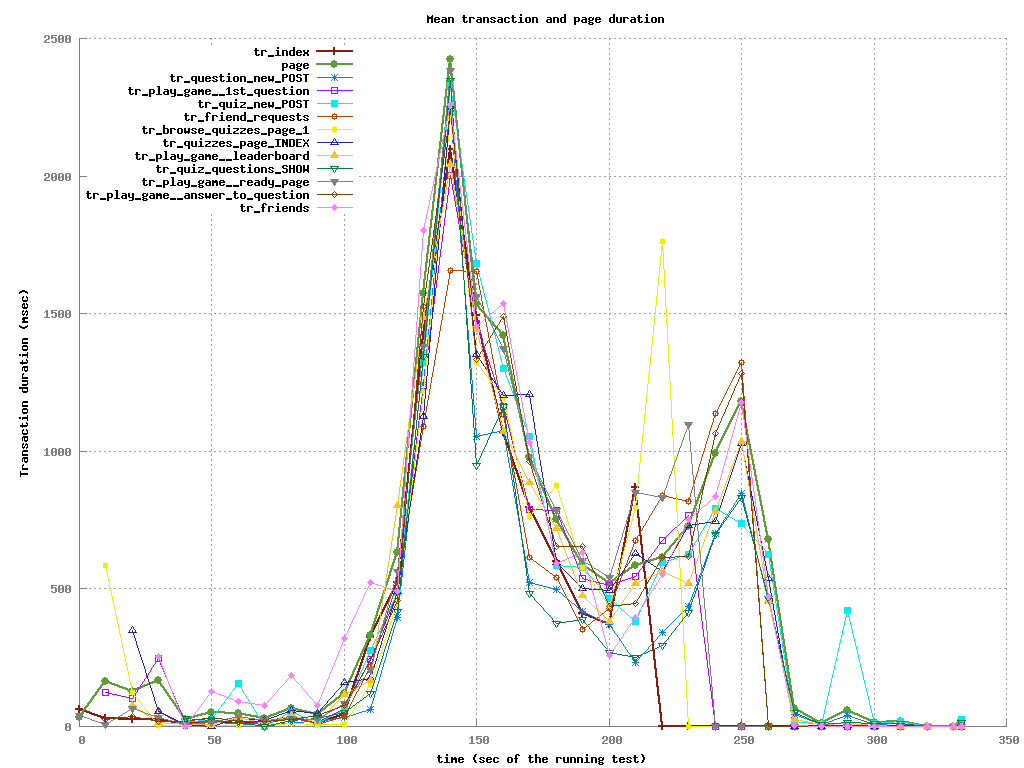 Mean transaction and page duration
2500
2000
1500
1000
500
0
Transaction duration (msec)
tr_index
page
tr_question_new_POST
tr_play_game__1st_question
tr_quiz_new_POST
tr_friend_requests
tr_browse_quizzes_page_1
tr_quizzes_page_INDEX
tr_play_game__leaderboard
tr_quiz_questions_SHOW
tr_play_game__ready_page
tr_play_game__answer_to_question
tr_friends
0 50 100 150 200 250 300 350
time (sec of the running test)